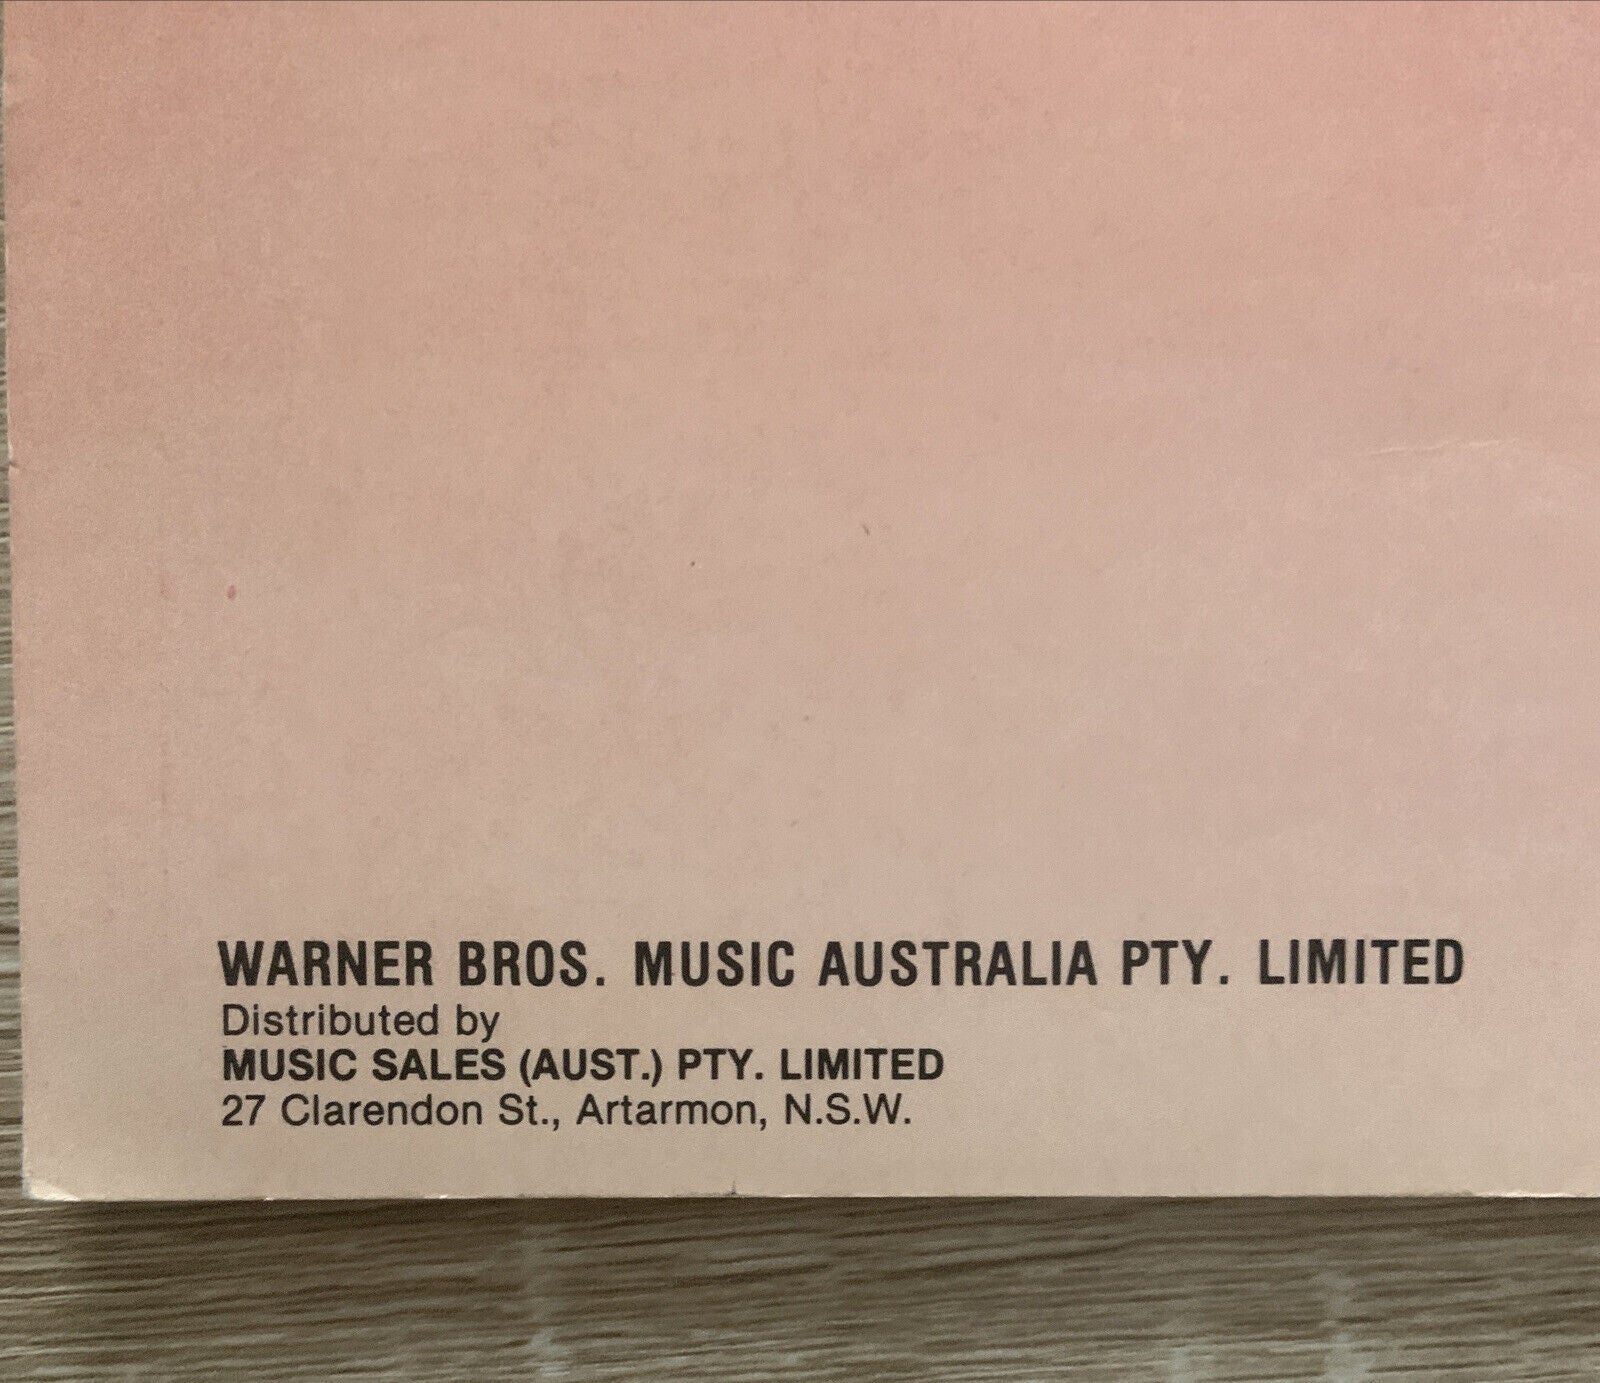 WARNER BROS. MUSIC AUSTRALIA PTY. LIMITED
Distributed by
MUSIC SALES (AUST.) PTY. LIMITED
27 Clarendon St., Artarmon, N.S.W.